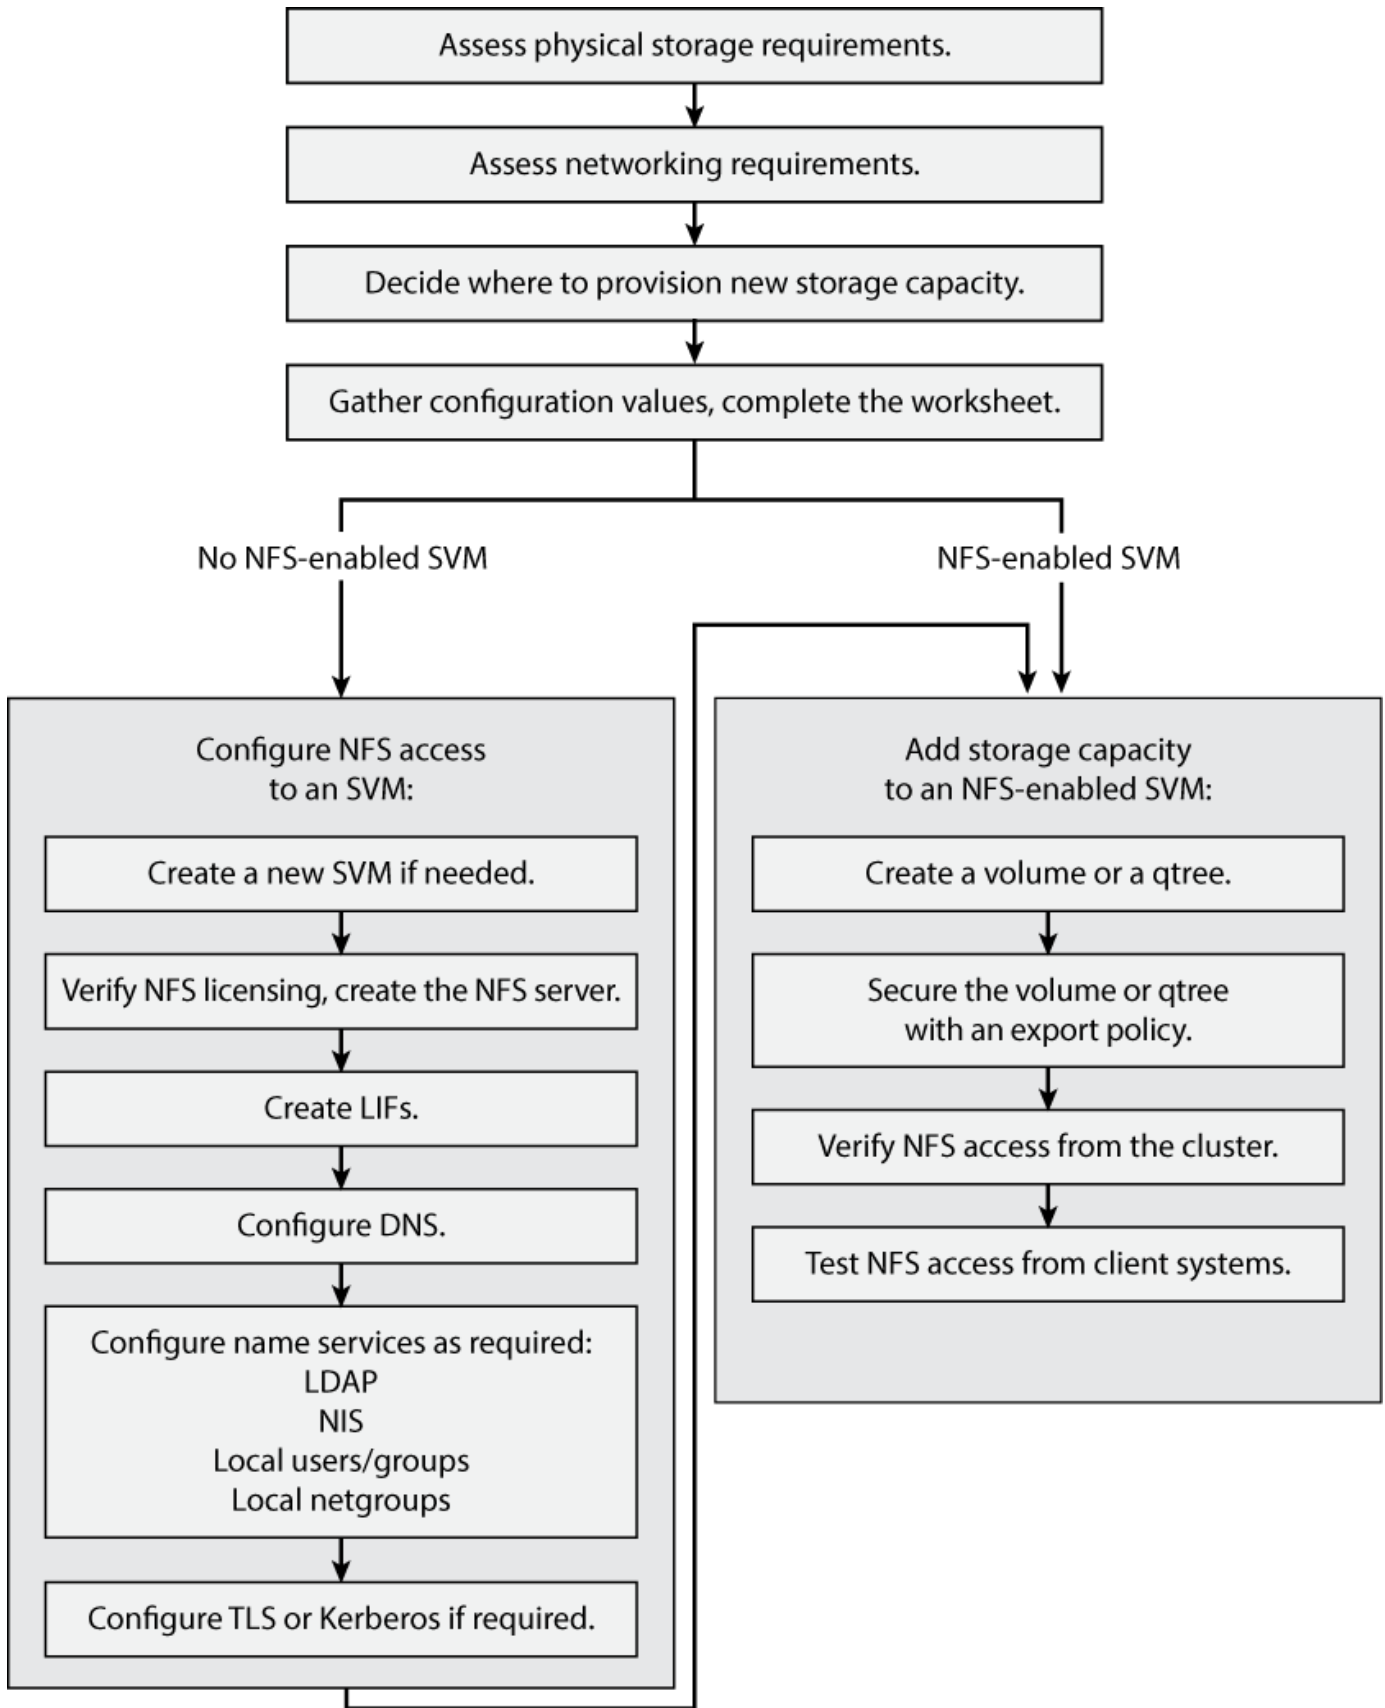 Assess physical storage requirements.
Assess networking requirements.
Decide where to provision new storage capacity.
Gather configuration values, complete the worksheet.
No NFS-enabled SVM
NFS-enabled SVM
Configure NFS access
to an SVM:
Create a new SVM if needed.
Verify NFS licensing, create the NFS server.
Create LIFs.
Configure DNS.
Configure name services as required:
LDAP
NIS
Local users/groups
Local netgroups
Configure TLS or Kerberos if required.
Add storage capacity
to an NFS-enabled SVM:
Create a volume or a qtree.
Secure the volume or qtree
with an export policy.
Verify NFS access from the cluster.
Test NFS access from client systems.